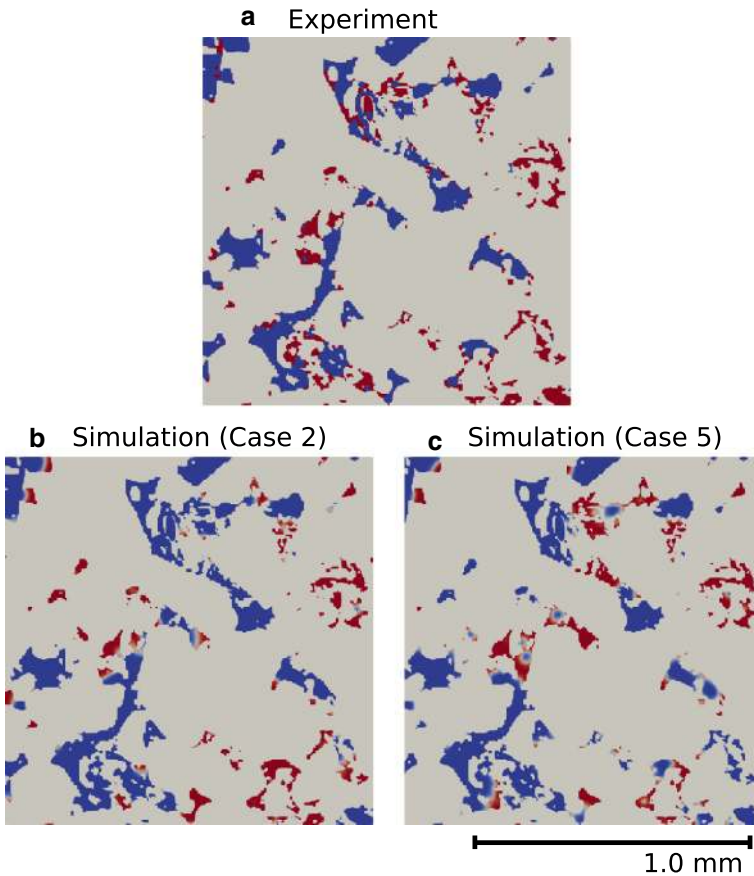 a Experiment
b Simulation (Case 2)
c Simulation (Case 5)
1.0 mm